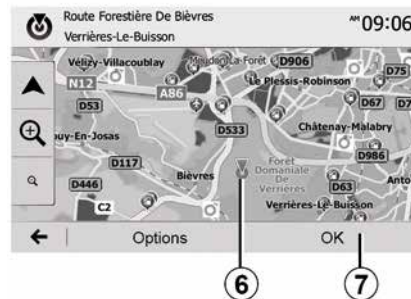 Route Forestière De Bièvres
Verrières-Le-Buisson
AM 09:06
Vélizy-Villacoublay
Meudon-La-Forêt
D906
D75
N12
A86
Le Plessis-Robinson
D53
D67
D533
Châtenay-Malabry
ouy-En-Josas
D117
D986
Forêt
Domaniale
De
Verrières
Bièvres
Anto
D446
D63
C2
Verrières-Le-Buisson
Options
OK
6
7